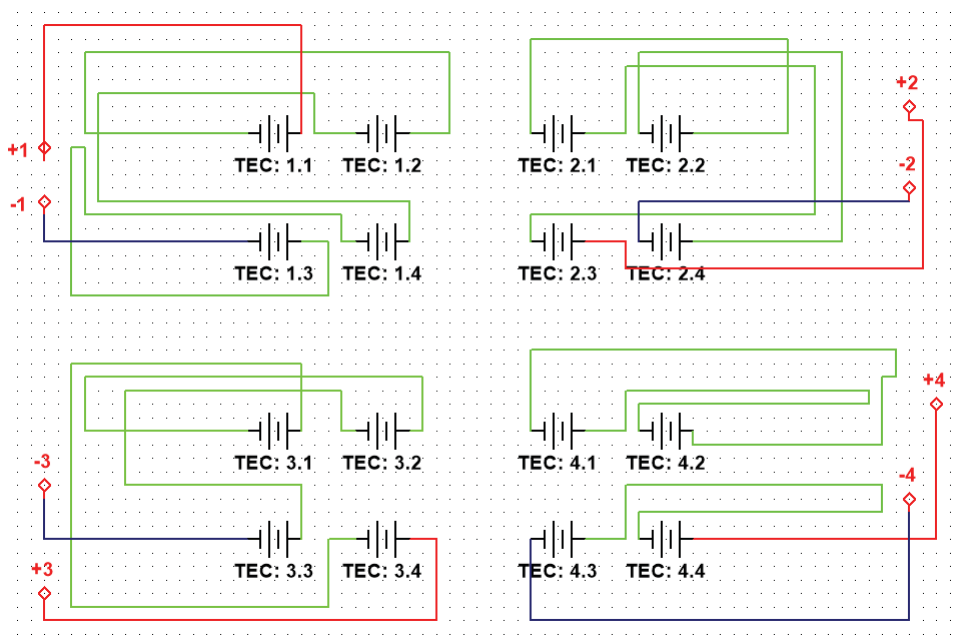 +2
+1
TEC: 1.1
TEC: 1.2
TEC: 2.1
TEC: 2.2
-2
-1
TEC: 1.3
TEC: 1.4
TEC: 2.3
TEC: 2.4
+4
TEC: 3.1
TEC: 3.2
TEC: 4.1
TEC: 4.2
-3
-4
+3
TEC: 3.3
TEC: 3.4
TEC: 4.3
TEC: 4.4